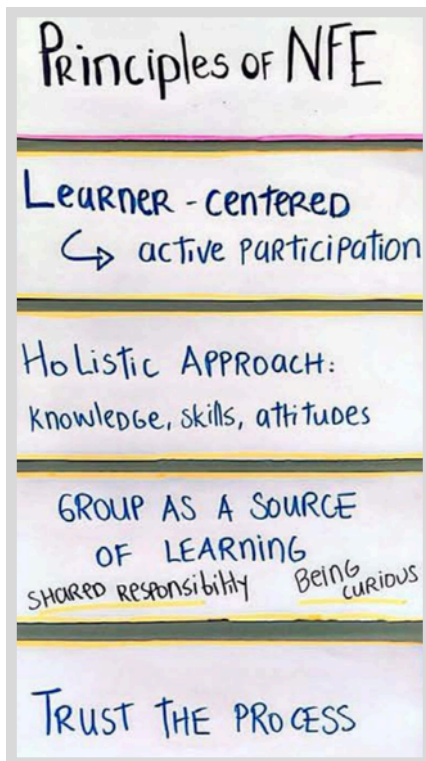 PRinciples oF NFE
LeaRneR - centeRed
↳ active paRticipation
HoListic APPROACH:
KnowleDGe, skills, attituDes
GROUP AS A SOURCE
OF LEARninG
SHARED ResPonsibility BeinG
CURiOUS
TRUST THE PROCESS